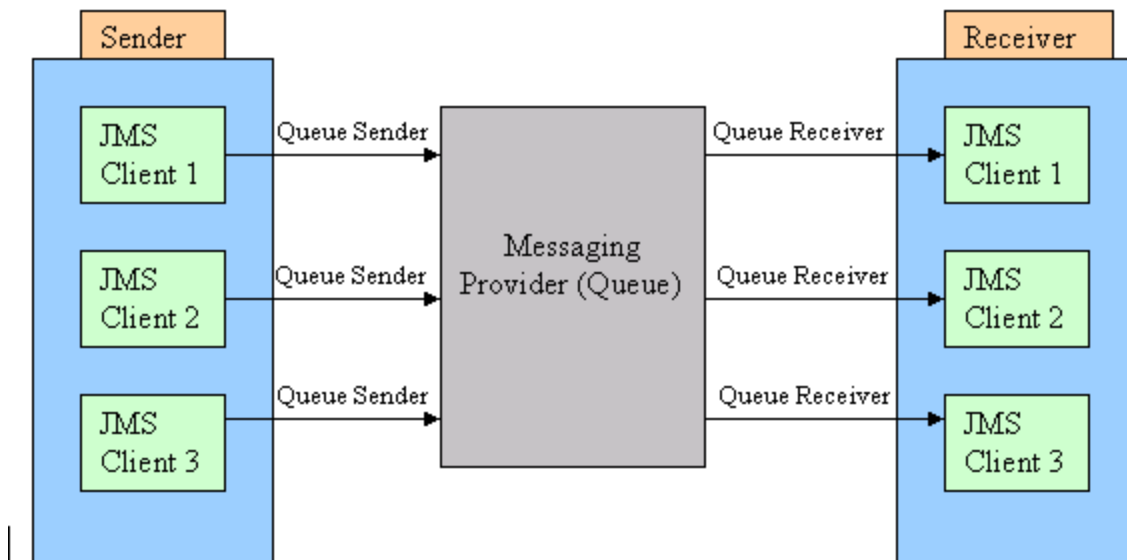 Sender
Receiver
JMS
Client 1
Queue Sender
Queue Receiver
JMS
Client 1
Messaging
Provider (Queue)
JMS
Client 2
Queue Sender
Queue Receiver
JMS
Client 2
JMS
Client 3
Queue Sender
Queue Receiver
JMS
Client 3